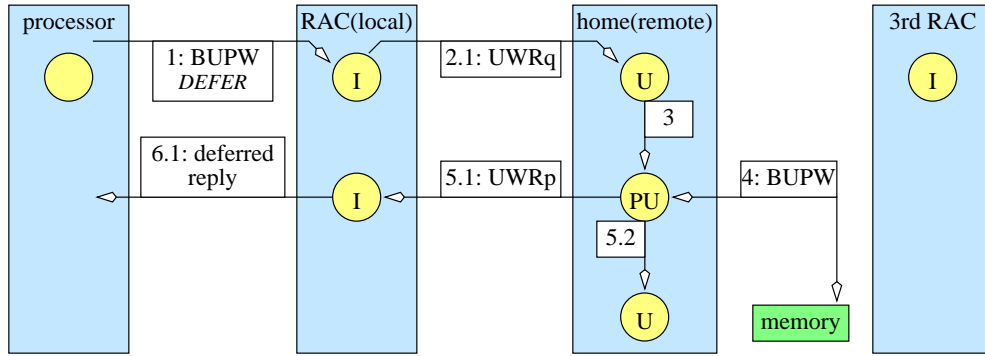 processor
RAC(local)
home(remote)
3rd RAC
1: BUPW
DEFER
2.1: UWRq
I
U
I
3
6.1: deferred
reply
5.1: UWRp
4: BUPW
I
PU
5.2
U
memory